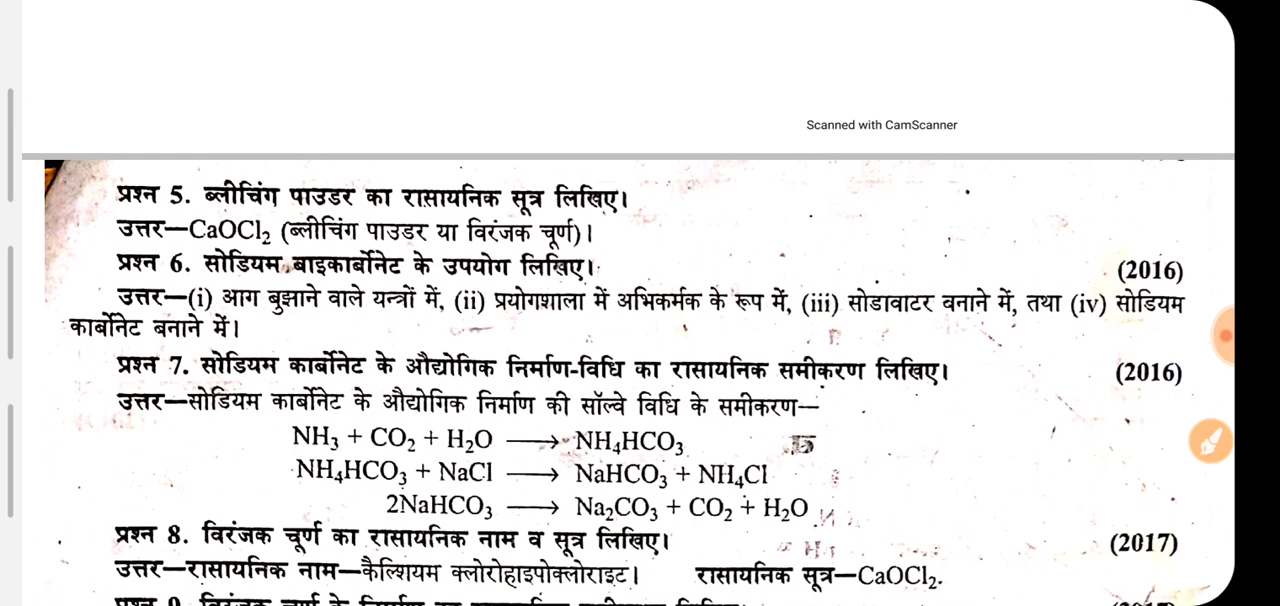 Scanned with CamScanner
प्रश्न 5. ब्लीचिंग पाउडर का रासायनिक सूत्र लिखिए।
उत्तर—CaOCl₂ (ब्लीचिंग पाउडर या विरंजक चूर्ण)।
प्रश्न 6. सोडियम बाइकार्बोनेट के उपयोग लिखिए। (2016)
उत्तर—(i) आग बुझाने वाले यन्त्रों में, (ii) प्रयोगशाला में अभिकर्मक के रूप में, (iii) सोडावाटर बनाने में, तथा (iv) सोडियम
कार्बोनेट बनाने में।
प्रश्न 7. सोडियम कार्बोनेट के औद्योगिक निर्माण-विधि का रासायनिक समीकरण लिखिए। (2016)
उत्तर—सोडियम कार्बोनेट के औद्योगिक निर्माण की सॉल्वे विधि के समीकरण—
NH₃ + CO₂ + H₂O ⟶ NH₄HCO₃
NH₄HCO₃ + NaCl ⟶ NaHCO₃ + NH₄Cl
2NaHCO₃ ⟶ Na₂CO₃ + CO₂ + H₂O
प्रश्न 8. विरंजक चूर्ण का रासायनिक नाम व सूत्र लिखिए। (2017)
उत्तर—रासायनिक नाम—कैल्शियम क्लोरोहाइपोक्लोराइट। रासायनिक सूत्र—CaOCl₂.